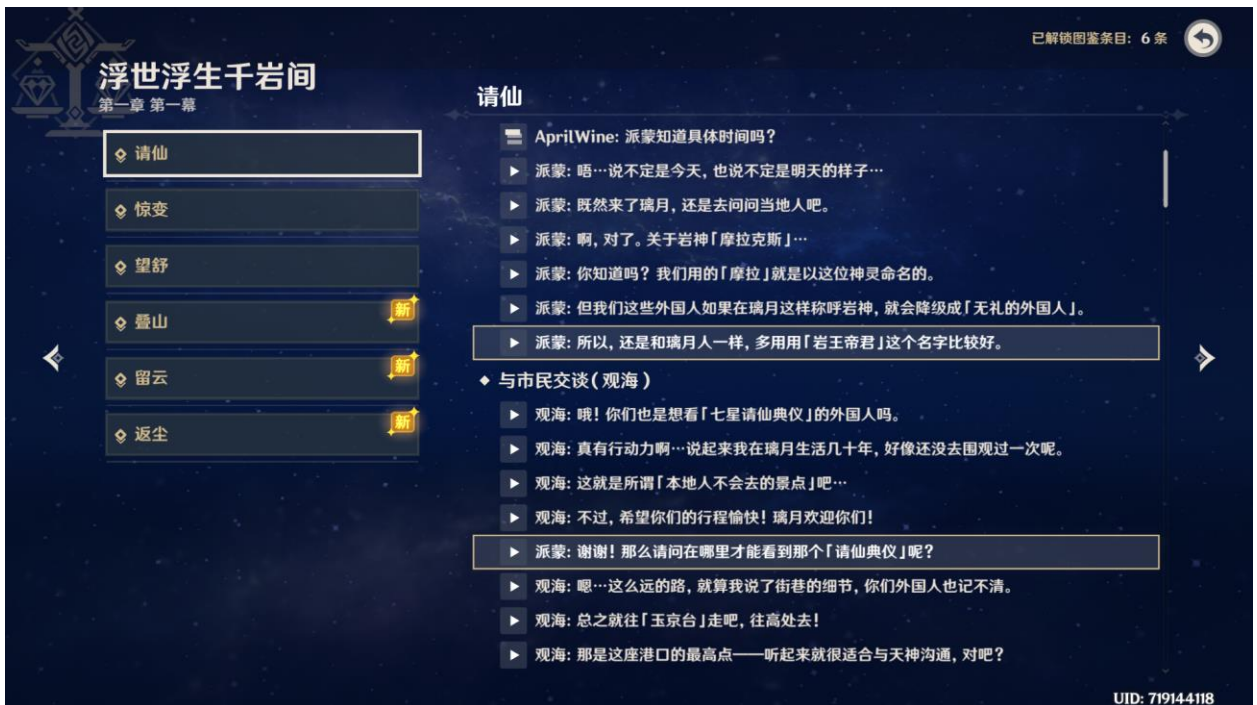 已解锁图鉴条目: 6 条
浮世浮生千岩间
第一章 第一幕
请仙
惊变
望舒
叠山
新
留云
新
返尘
新
请仙
AprilWine: 派蒙知道具体时间吗?
派蒙: 唔…说不定是今天, 也说不定是明天的样子…
派蒙: 既然来了璃月, 还是去问问当地人吧。
派蒙: 啊, 对了。关于岩神「摩拉克斯」…
派蒙: 你知道吗? 我们用的「摩拉」就是以这位神灵命名的。
派蒙: 但我们这些外国人如果在璃月这样称呼岩神, 就会降级成「无礼的外国人」。
派蒙: 所以, 还是和璃月人一样, 多用用「岩王帝君」这个名字比较好。
与市民交谈(观海)
观海: 哦! 你们也是想看「七星请仙典仪」的外国人吗。
观海: 真有行动力啊…说起来我在璃月生活几十年, 好像还没去围观过一次呢。
观海: 这就是所谓「本地人不会去的景点」吧…
观海: 不过, 希望你们的行程愉快! 璃月欢迎你们!
派蒙: 谢谢! 那么请问在哪里才能看到那个「请仙典仪」呢?
观海: 嗯…这么远的路, 就算我说了街巷的细节, 你们外国人也记不清。
观海: 总之就往「玉京台」走吧, 往高处去!
观海: 那是这座港口的最高点——听起来就很适合与天神沟通, 对吧?
UID: 719144118